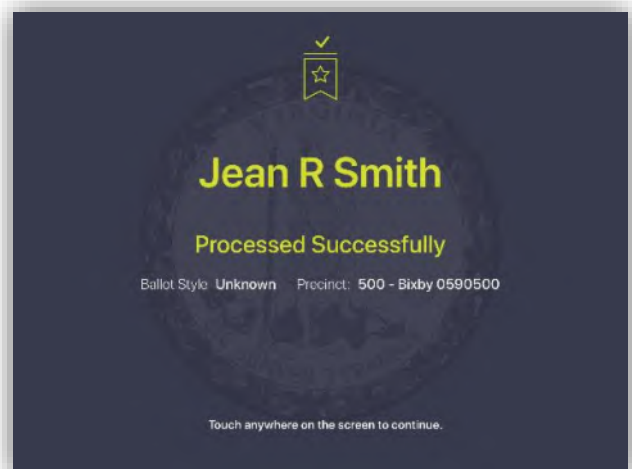 Jean R Smith
Processed Successfully
Ballot Style Unknown Precinct: 500 - Bixby 0590500
Touch anywhere on the screen to continue.